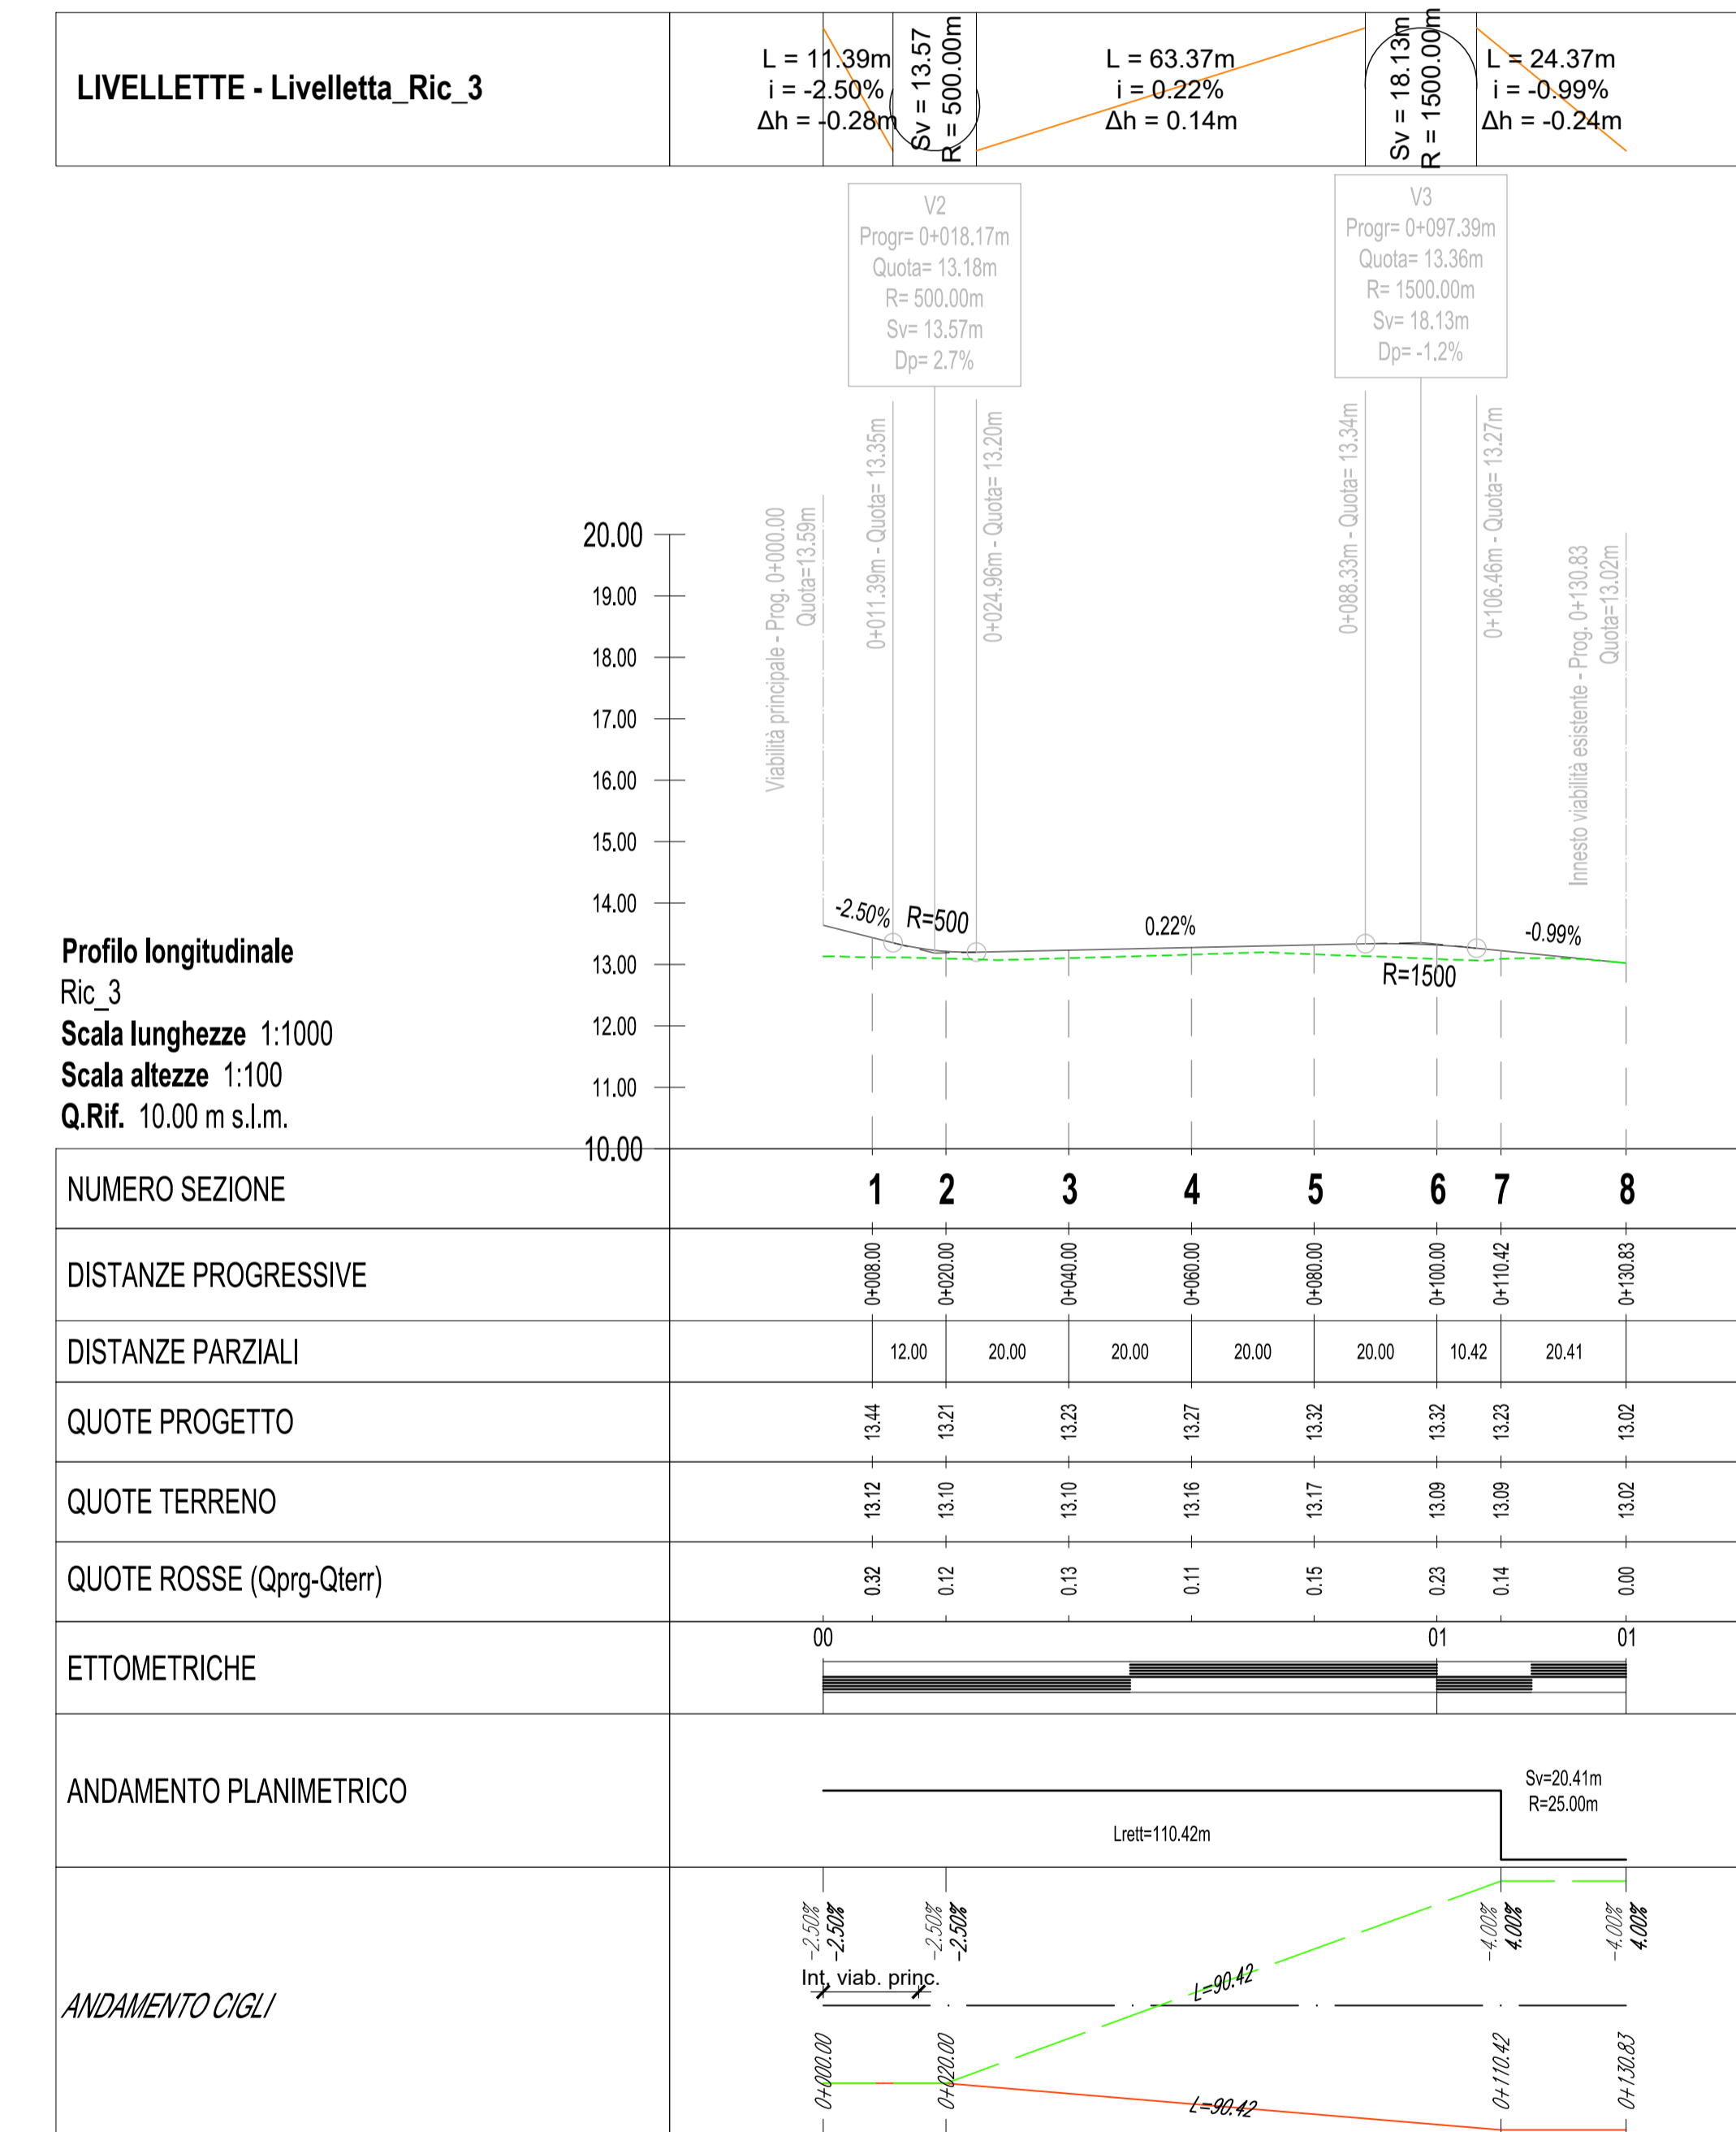 LIVELLETTE - Livelletta_Ric_3
L = 11.39m
i = -2.50%
Δh = -0.28m
Sv = 13.57
R = 500.00m
L = 63.37m
i = 0.22%
Δh = 0.14m
Sv = 18.13m
R = 1500.00m
L = 24.37m
i = -0.99%
Δh = -0.24m
V2
Progr= 0+018.17m
Quota= 13.18m
R= 500.00m
Sv= 13.57m
Dp= 2.7%
V3
Progr= 0+097.39m
Quota= 13.36m
R= 1500.00m
Sv= 18.13m
Dp= -1.2%
Viabilità principale - Prog. 0+000.00
Quota=13.59m
0+011.39m - Quota= 13.35m
0+024.96m - Quota= 13.20m
0+088.33m - Quota= 13.34m
0+106.46m - Quota= 13.27m
Innesto viabilità esistente - Prog. 0+130.83
Quota=13.02m
20.00
19.00
18.00
17.00
16.00
15.00
14.00
13.00
12.00
11.00
10.00
-2.50%
R=500
0.22%
R=1500
-0.99%
Profilo longitudinale
Ric_3
Scala lunghezze 1:1000
Scala altezze 1:100
Q.Rif. 10.00 m s.l.m.
NUMERO SEZIONE 1 2 3 4 5 6 7 8
DISTANZE PROGRESSIVE 0+008.00 0+020.00 0+040.00 0+060.00 0+080.00 0+100.00 0+110.42 0+130.83
DISTANZE PARZIALI 12.00 20.00 20.00 20.00 20.00 10.42 20.41
QUOTE PROGETTO 13.44 13.21 13.23 13.27 13.32 13.32 13.23 13.02
QUOTE TERRENO 13.12 13.10 13.10 13.16 13.17 13.09 13.09 13.02
QUOTE ROSSE (Qprg-Qterr) 0.32 0.12 0.13 0.11 0.15 0.23 0.14 0.00
ETTOMETRICHE 00 01 01
ANDAMENTO PLANIMETRICO
Lrett=110.42m
Sv=20.41m
R=25.00m
ANDAMENTO CIGLI
-2.50%
-2.50%
-2.50%
-2.50%
-4.00%
4.00%
-4.00%
4.00%
Int. viab. princ.
L=90.42
0+000.00
0+020.00
0+110.42
0+130.83
L=90.42